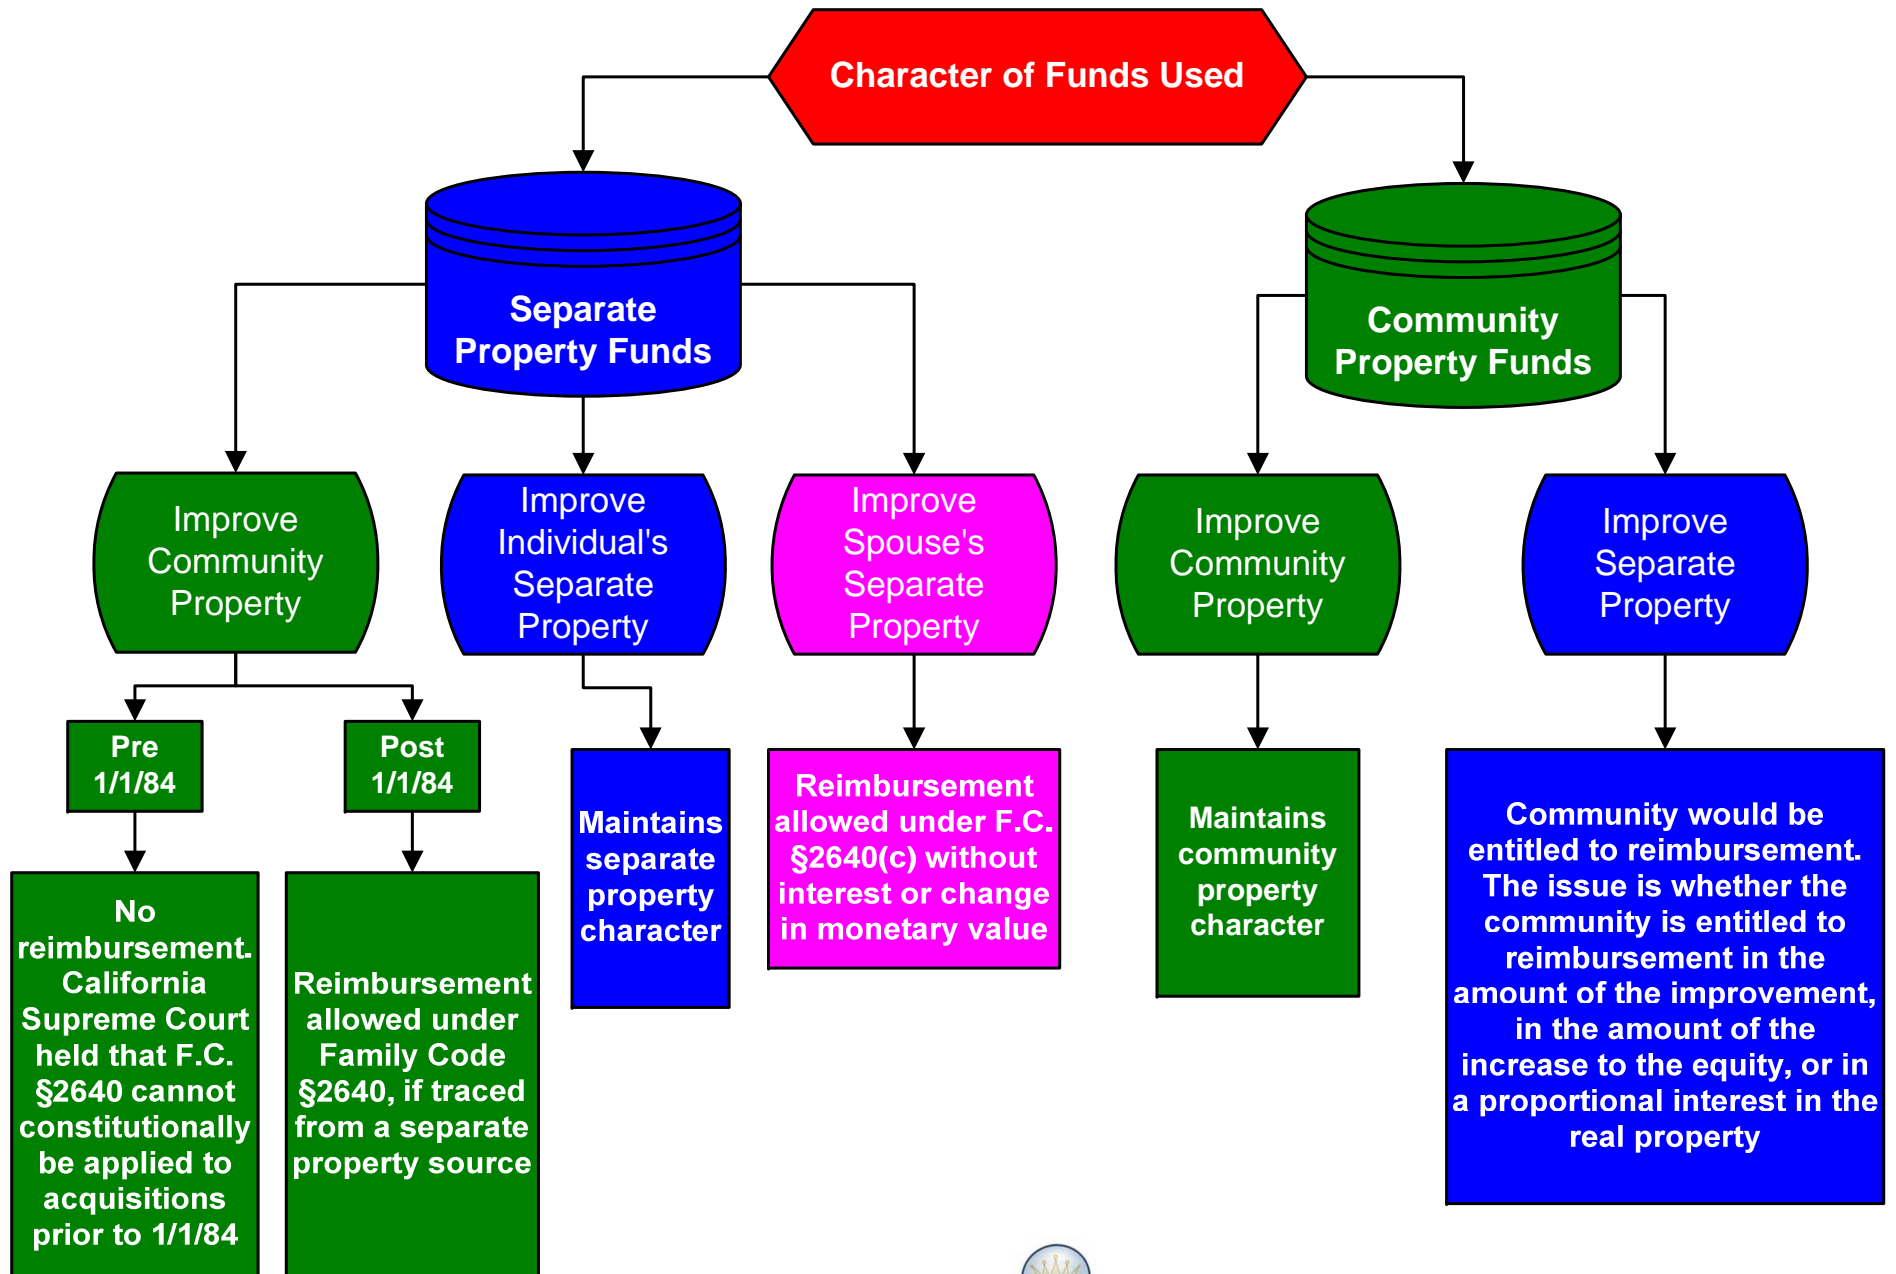 Character of Funds Used
Separate
Property Funds
Community
Property Funds
Improve
Community
Property
Improve
Individual's
Separate
Property
Improve
Spouse's
Separate
Property
Improve
Community
Property
Improve
Separate
Property
Pre
1/1/84
Post
1/1/84
No
reimbursement.
California
Supreme Court
held that F.C.
§2640 cannot
constitutionally
be applied to
acquisitions
prior to 1/1/84
Reimbursement
allowed under
Family Code
§2640, if traced
from a separate
property source
Maintains
separate
property
character
Reimbursement
allowed under F.C.
§2640(c) without
interest or change
in monetary value
Maintains
community
property
character
Community would be
entitled to reimbursement.
The issue is whether the
community is entitled to
reimbursement in the
amount of the improvement,
in the amount of the
increase to the equity, or in
a proportional interest in the
real property